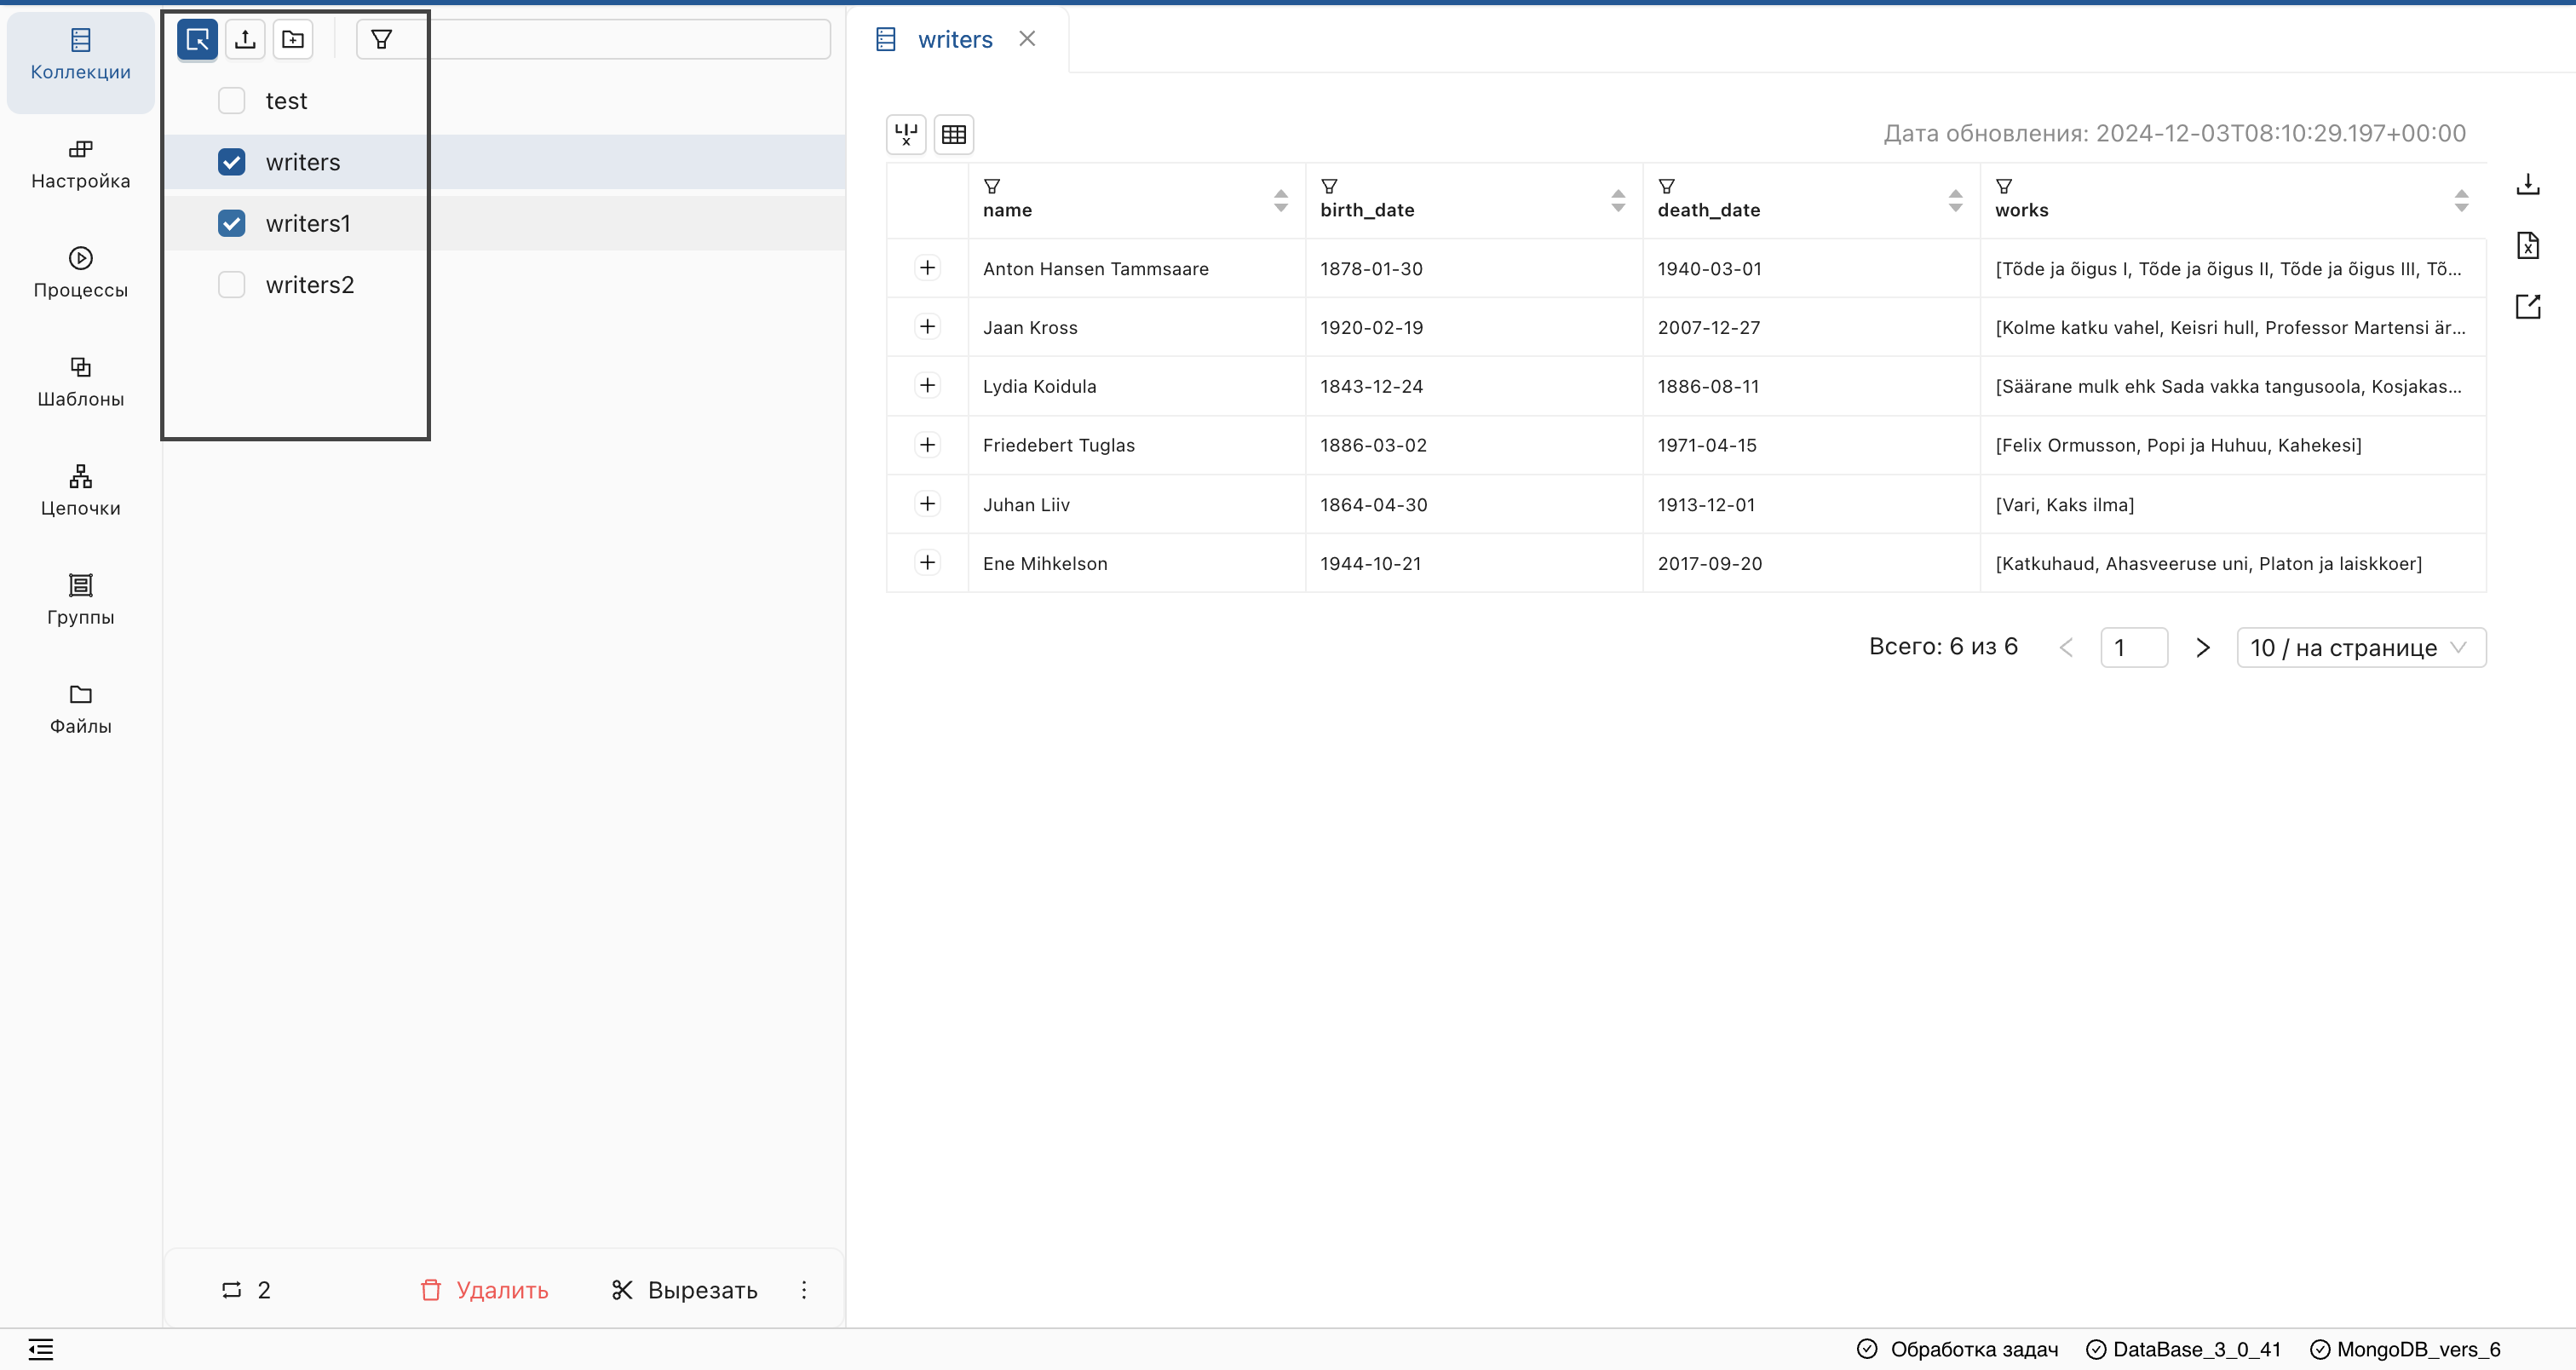 Коллекции
Настройка
Процессы
Шаблоны
Цепочки
Группы
Файлы
test
writers
writers1
writers2
2 Удалить Вырезать
writers
Дата обновления: 2024-12-03T08:10:29.197+00:00
name birth_date death_date works
Anton Hansen Tammsaare 1878-01-30 1940-03-01 [Tõde ja õigus I, Tõde ja õigus II, Tõde ja õigus III, Tõ...
Jaan Kross 1920-02-19 2007-12-27 [Kolme katku vahel, Keisri hull, Professor Martensi är...
Lydia Koidula 1843-12-24 1886-08-11 [Säärane mulk ehk Sada vakka tangusoola, Kosjakas...
Friedebert Tuglas 1886-03-02 1971-04-15 [Felix Ormusson, Popi ja Huhuu, Kahekesi]
Juhan Liiv 1864-04-30 1913-12-01 [Vari, Kaks ilma]
Ene Mihkelson 1944-10-21 2017-09-20 [Katkuhaud, Ahasveeruse uni, Platon ja laiskkoer]
Всего: 6 из 6 1 10 / на странице
Обработка задач DataBase_3_0_41 MongoDB_vers_6